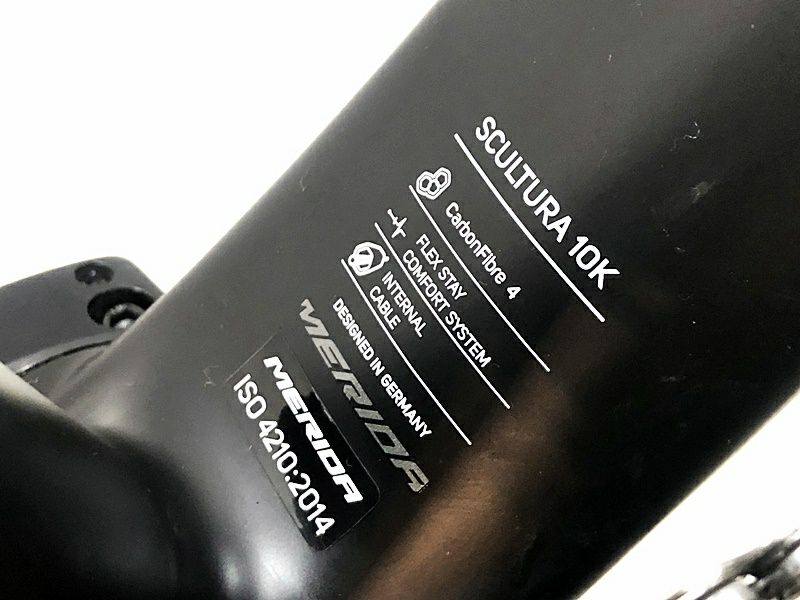 SCULTURA 10K
CarbonFibre 4
FLEX STAY
COMFORT SYSTEM
INTERNAL
CABLE
DESIGNED IN GERMANY
MERIDA
MERIDA
ISO 4210:2014